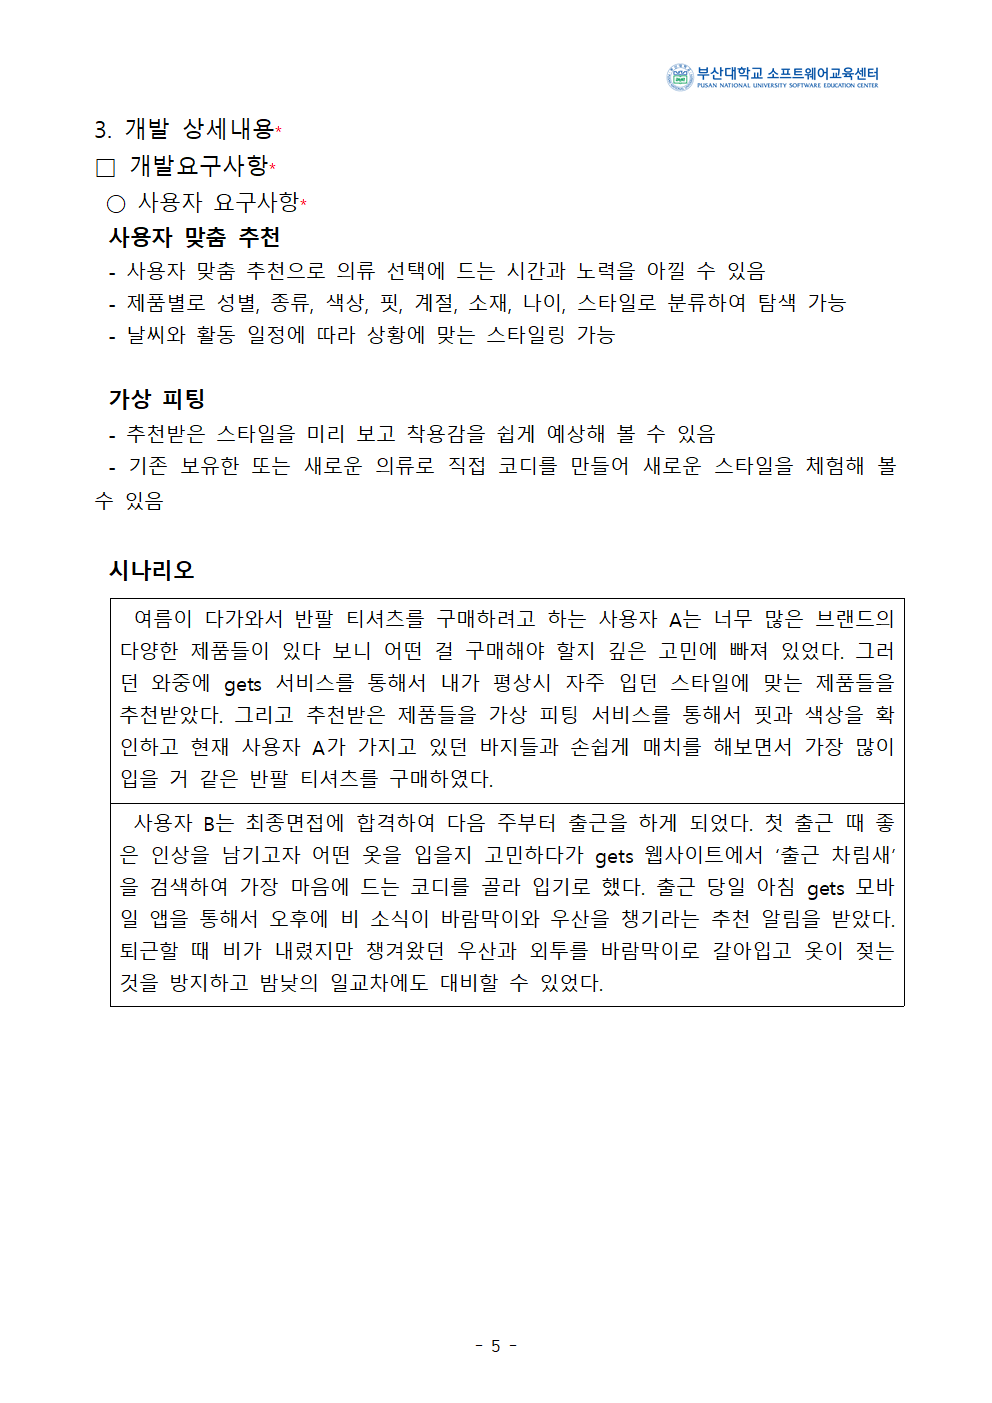 부산대학교 소프트웨어교육센터
PUSAN NATIONAL UNIVERSITY SOFTWARE EDUCATION CENTER
3. 개발 상세내용*
□ 개발요구사항*
○ 사용자 요구사항*
사용자 맞춤 추천
- 사용자 맞춤 추천으로 의류 선택에 드는 시간과 노력을 아낄 수 있음
- 제품별로 성별, 종류, 색상, 핏, 계절, 소재, 나이, 스타일로 분류하여 탐색 가능
- 날씨와 활동 일정에 따라 상황에 맞는 스타일링 가능
가상 피팅
- 추천받은 스타일을 미리 보고 착용감을 쉽게 예상해 볼 수 있음
- 기존 보유한 또는 새로운 의류로 직접 코디를 만들어 새로운 스타일을 체험해 볼
수 있음
시나리오
여름이 다가와서 반팔 티셔츠를 구매하려고 하는 사용자 A는 너무 많은 브랜드의
다양한 제품들이 있다 보니 어떤 걸 구매해야 할지 깊은 고민에 빠져 있었다. 그러
던 와중에 gets 서비스를 통해서 내가 평상시 자주 입던 스타일에 맞는 제품들을
추천받았다. 그리고 추천받은 제품들을 가상 피팅 서비스를 통해서 핏과 색상을 확
인하고 현재 사용자 A가 가지고 있던 바지들과 손쉽게 매치를 해보면서 가장 많이
입을 거 같은 반팔 티셔츠를 구매하였다.
사용자 B는 최종면접에 합격하여 다음 주부터 출근을 하게 되었다. 첫 출근 때 좋
은 인상을 남기고자 어떤 옷을 입을지 고민하다가 gets 웹사이트에서 ‘출근 차림새’
을 검색하여 가장 마음에 드는 코디를 골라 입기로 했다. 출근 당일 아침 gets 모바
일 앱을 통해서 오후에 비 소식이 바람막이와 우산을 챙기라는 추천 알림을 받았다.
퇴근할 때 비가 내렸지만 챙겨왔던 우산과 외투를 바람막이로 갈아입고 옷이 젖는
것을 방지하고 밤낮의 일교차에도 대비할 수 있었다.
- 5 -